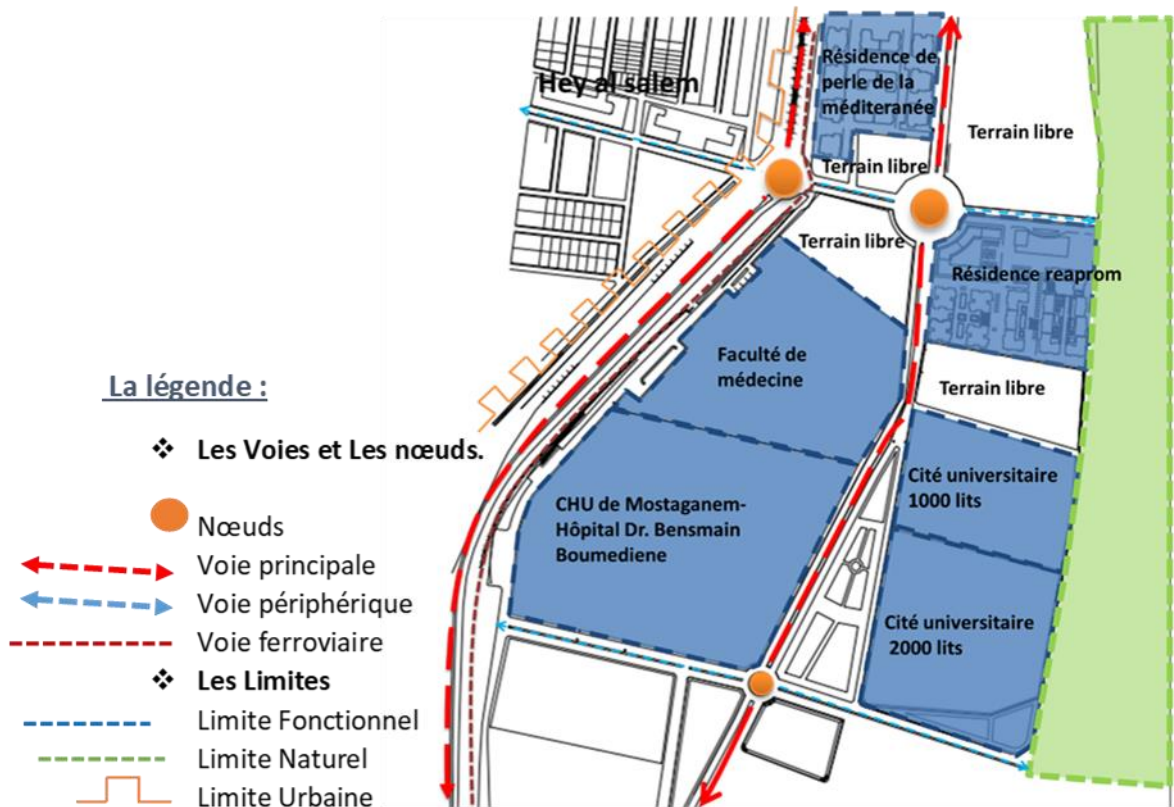 Hey al salem
Résidence de
perle de la
méditeranée
Terrain libre
Terrain libre
Terrain libre
Résidence reaprom
Faculté de
médecine
Terrain libre
Cité universitaire
1000 lits
CHU de Mostaganem-
Hôpital Dr. Bensmain
Boumediene
Cité universitaire
2000 lits
La légende :
❖ Les Voies et Les nœuds.
Nœuds
Voie principale
Voie périphérique
Voie ferroviaire
❖ Les Limites
Limite Fonctionnel
Limite Naturel
Limite Urbaine